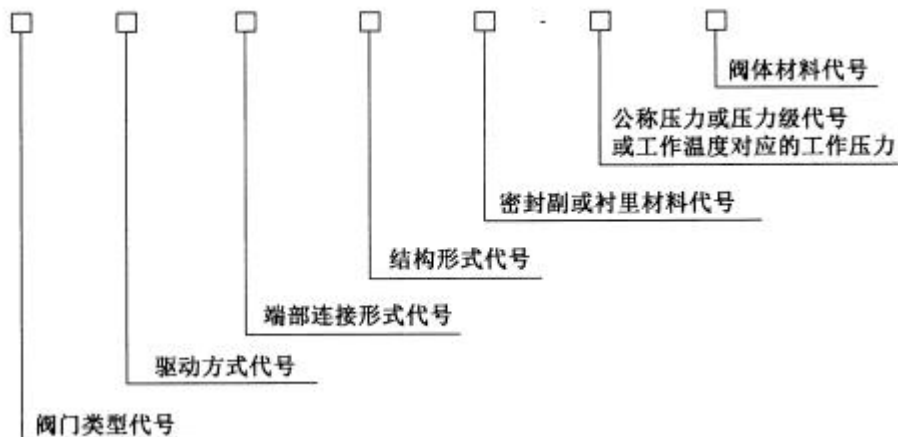 阀体材料代号
公称压力或压力级代号
或工作温度对应的工作压力
密封副或衬里材料代号
结构形式代号
端部连接形式代号
驱动方式代号
阀门类型代号